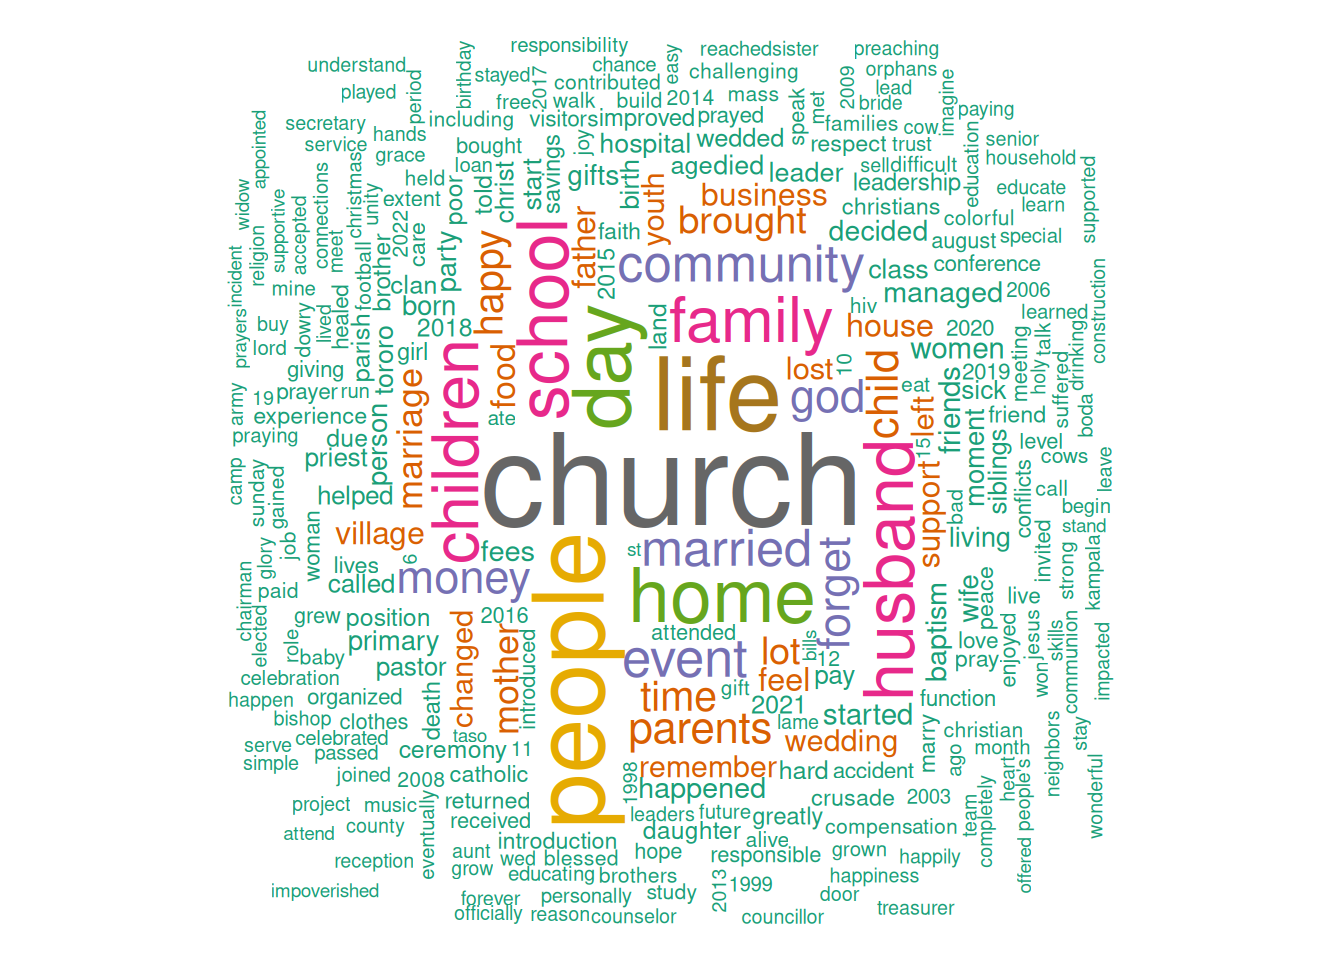 responsibility
reachedsister
preaching
understand
stayed
chance
easy
challenging
orphans
played
period
birthday
contributed
2017
free
walk
build
2014
mass
speak
met
2009
lead
bride
imagine
paying
appointed
secretary
hands
including
visitors
improved
prayed
families
cow
senior
service
grace
bought
joy
hospital
wedded
respect
trust
education
household
held
loan
told
christ
start
savings
gifts
birth
agedied
leader
selldifficult
leadership
educate
supported
widow
supportive
accepted
connections
christmas
unity
extent
poor
youth
business
christians
learn
religion
meet
football
2022
care
party
school
father
faith
brought
decided
colorful
special
incident
mine
lived
healed
brother
clan
happy
2015
community
class
august
conference
prayers
buy
dowry
parish
tororo
born
2018
day
land
family
hiv
managed
2006
learned
construction
lord
girl
children
food
life
house
2020
talk
giving
marriage
lost
10
child
women
2019
meeting
holy
drinking
army
19
prayer
run
person
ate
god
eat
left
friends
sick
suffered
boda
experience
praying
due
church
husband
15
moment
friend
siblings
level
cows
camp
sunday
gained
priest
helped
support
bad
conflicts
call
leave
glory
job
woman
village
6
fees
people
st
married
forget
living
invited
begin
stand
chairman
paid
lives
called
money
home
baptism
wife
peace
live
strong
kampala
elected
role
grew
position
2016
attended
bills
love
jesus
skills
baby
primary
changed
mother
introduced
event
lot
12
pray
enjoyed
won
communion
impacted
celebration
pastor
gift
feel
pay
happen
organized
death
time
2021
function
bishop
clothes
taso
parents
lame
started
marry
christian
stay
serve
celebrated
ceremony
11
wedding
ago
month
neighbors
simple
passed
remember
hard
accident
heart
wonderful
joined
2008
catholic
1998
happened
crusade
2003
team
completely
people's
offered
project
music
returned
leaders
future
greatly
attend
county
eventually
received
daughter
compensation
introduction
alive
reception
aunt
wed
blessed
hope
responsible
grown
happily
grow
educating
brothers
impoverished
forever
personally
study
2013
1999
door
happiness
officially
reason
counselor
councillor
treasurer